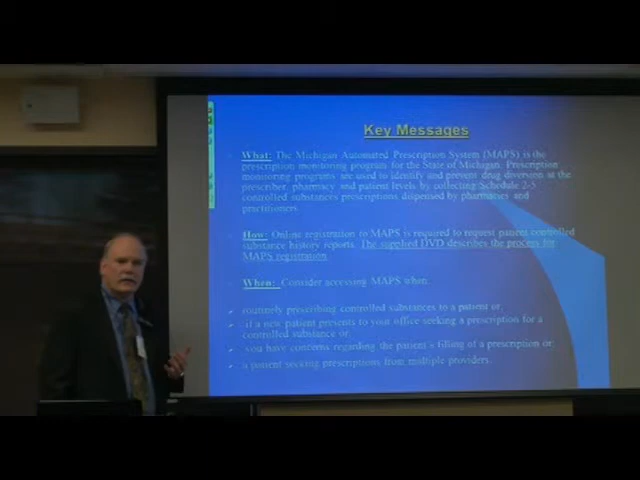 Key Messages
What: The Michigan Automated Prescription System (MAPS) is the
prescription monitoring program for the State of Michigan. Prescription
monitoring programs are used to identify and prevent drug diversion at the
prescriber, pharmacy and patient levels by collecting Schedule 2-5
controlled substances prescriptions dispensed by pharmacies and
practitioners.
How: Online registration to MAPS is required to request patient controlled
substance history reports. The supplied DVD describes the process for
MAPS registration.
When: Consider accessing MAPS when:
routinely prescribing controlled substances to a patient or,
if a new patient presents to your office seeking a prescription for a
controlled substance or,
you have concerns regarding the patient's filling of a prescription or:
a patient seeking prescriptions from multiple providers.